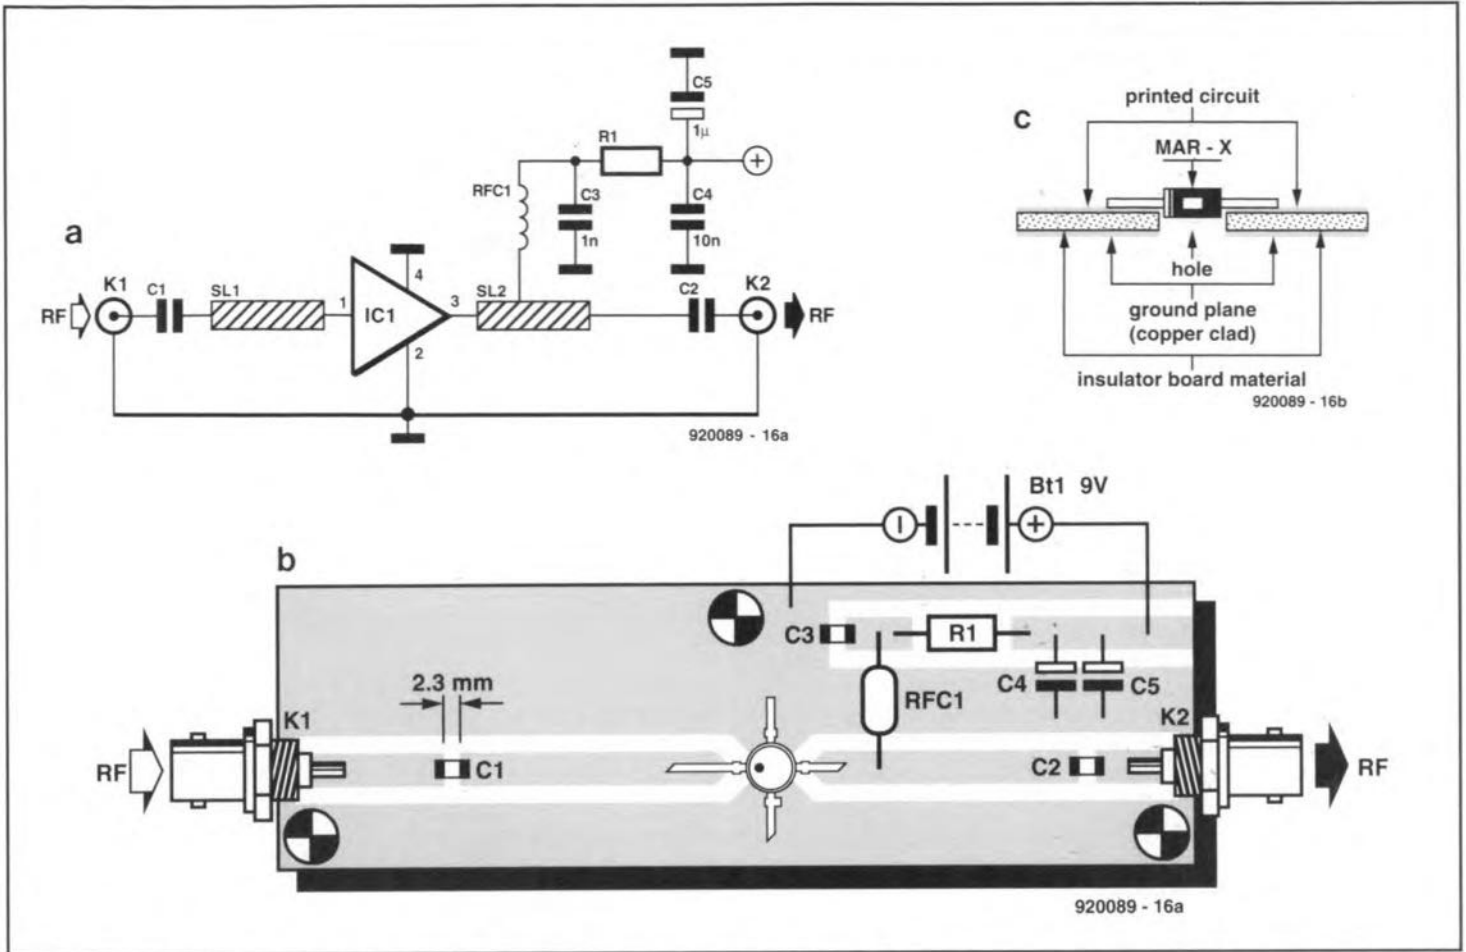 a
K1
RF
C1
SL1
1
IC1
4
2
3
SL2
RFC1
C3
1n
R1
C5
1µ
+
C4
10n
C2
K2
RF
920089 - 16a
c
printed circuit
MAR - X
hole
ground plane
(copper clad)
insulator board material
920089 - 16b
b
Bt1 9V
+
C3
R1
RFC1
C4
C5
2.3 mm
K1
K2
RF
C1
C2
RF
920089 - 16a